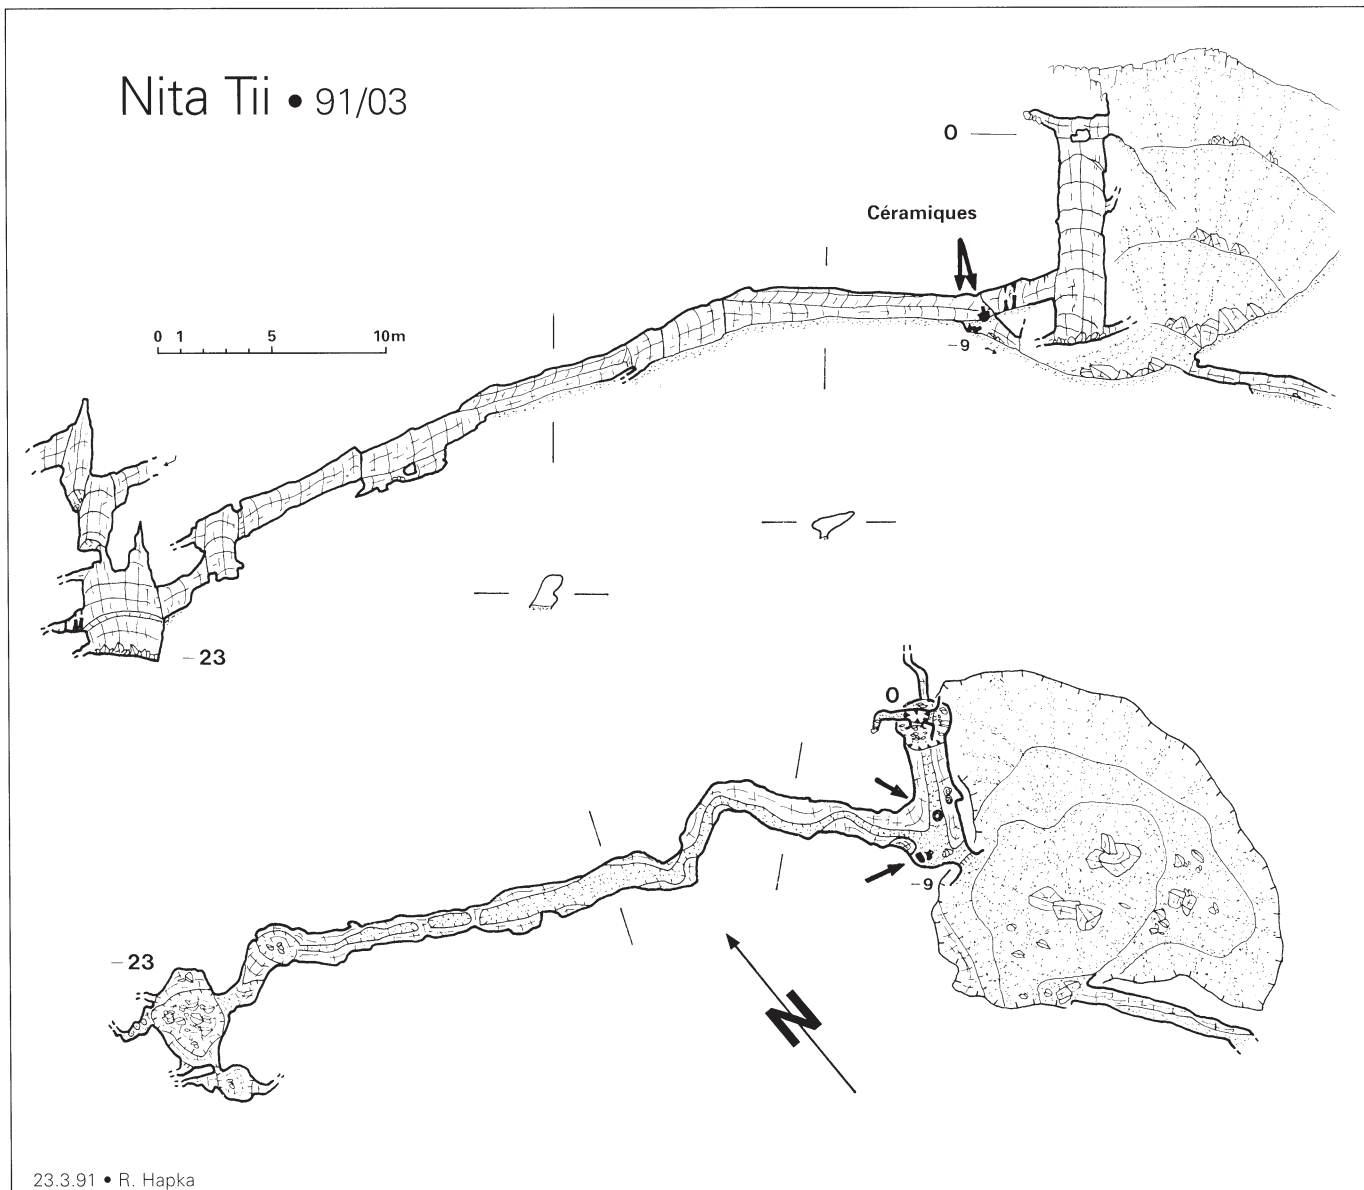 Nita Tii • 91/03
0
Céramiques
0 1 5 10m
-9
-23
0
-9
-23
N
23.3.91 • R. Hapka